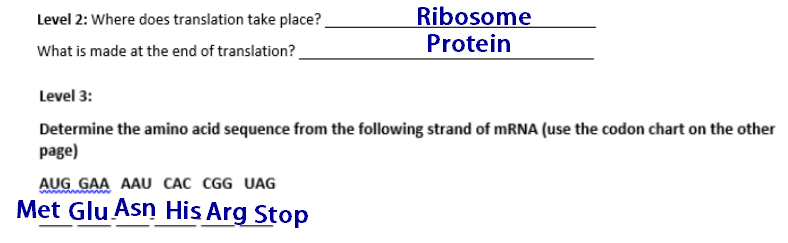 Level 2: Where does translation take place? Ribosome
What is made at the end of translation? Protein
Level 3:
Determine the amino acid sequence from the following strand of mRNA (use the codon chart on the other
page)
AUG GAA AAU CAC CGG UAG
Met Glu Asn His Arg Stop